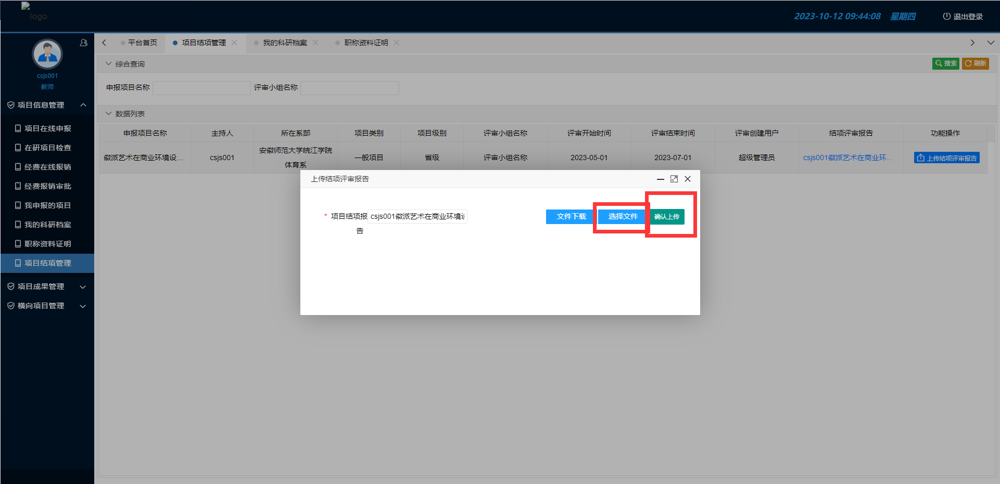 logo
2023-10-12 09:44:08 星期四
退出登录
csjs001
教师
项目信息管理
项目在线申报
在研项目检查
经费在线报销
经费报销审批
我申报的项目
我的科研档案
职称资料证明
项目结项管理
项目成果管理
横向项目管理
平台首页 项目结项管理 我的科研档案 职称资料证明
综合查询 搜索 刷新
申报项目名称 评审小组名称
数据列表
申报项目名称 主持人 所在系部 项目类别 项目级别 评审小组名称 评审开始时间 评审结束时间 评审创建用户 结项评审报告 功能操作
徽派艺术在商业环境设... csjs001 安徽师范大学皖江学院体育系 一般项目 省级 评审小组名称 2023-05-01 2023-07-01 超级管理员 csjs001徽派艺术在商业环... 上传结项评审报告
上传结项评审报告
* 项目结项报告 csjs001徽派艺术在商业环境 文件下载 选择文件 确认上传